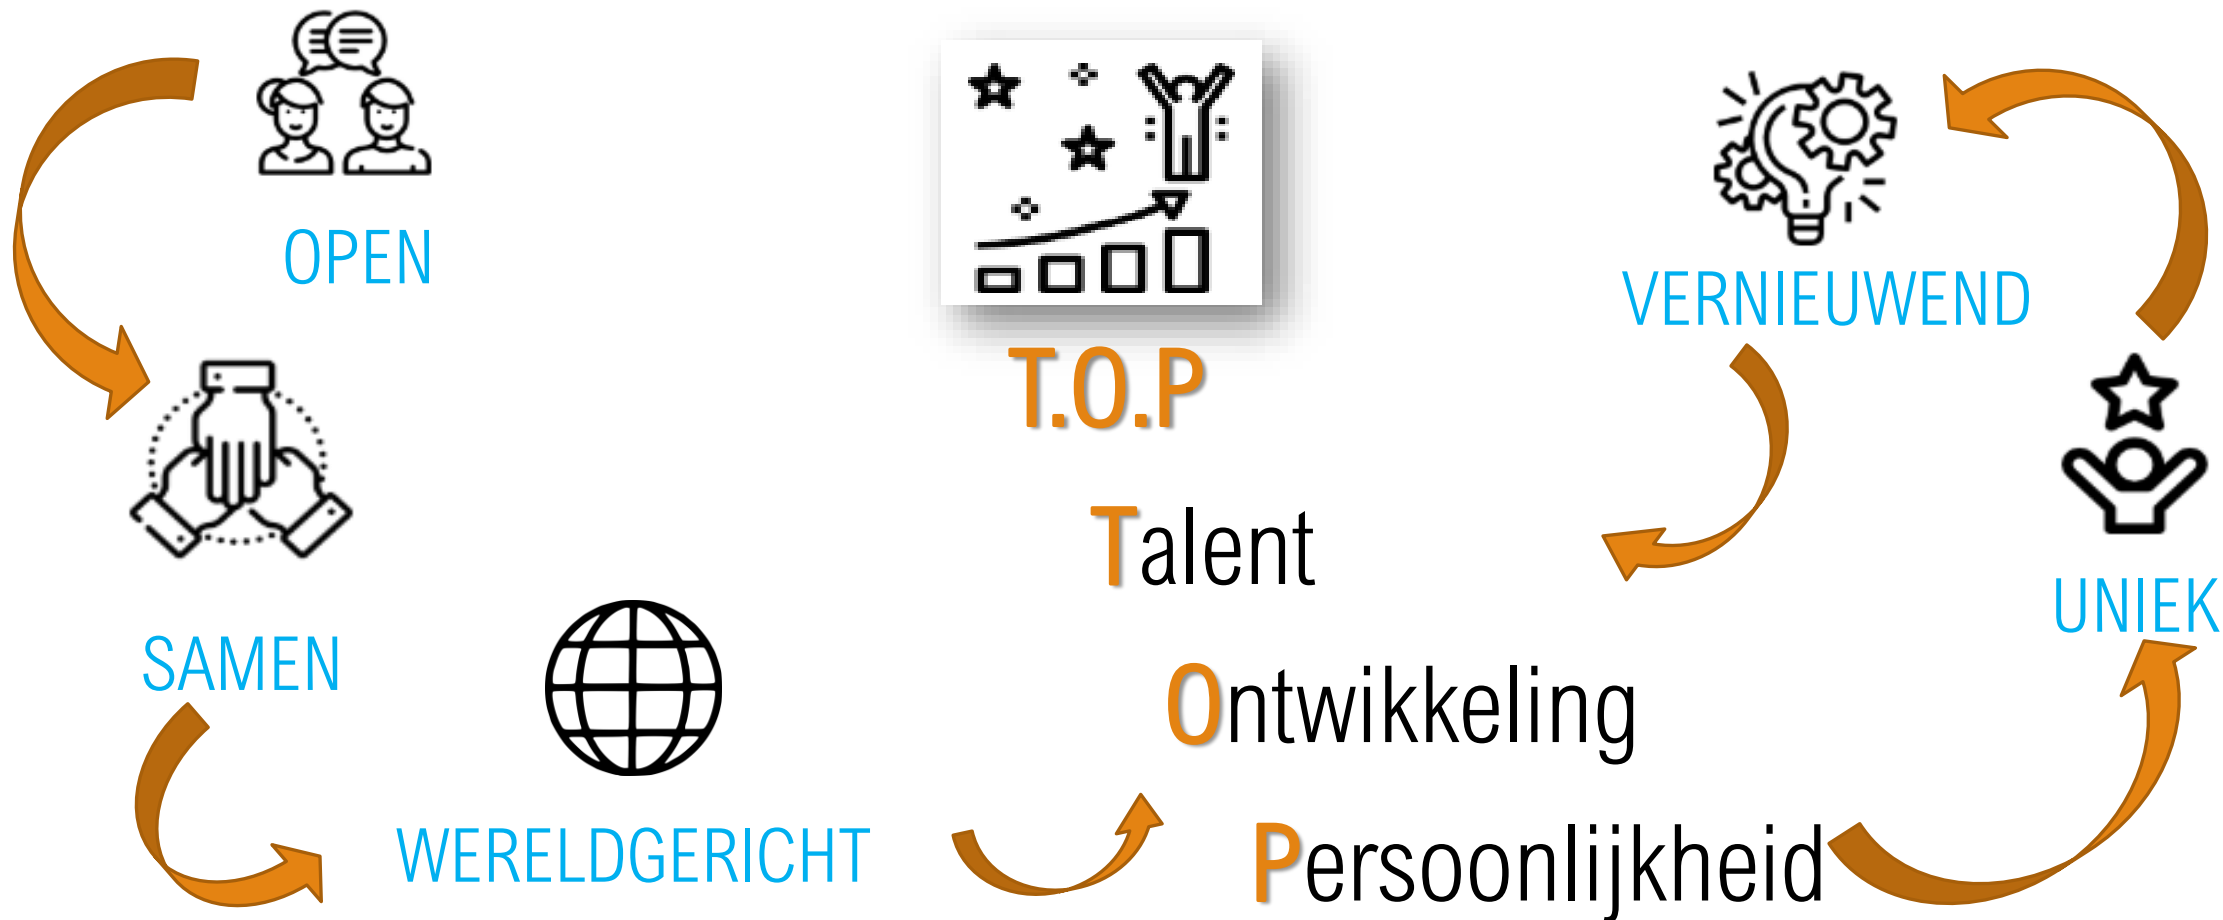 OPEN
SAMEN
WERELDGERICHT
T.O.P
Talent
Ontwikkeling
Persoonlijkheid
UNIEK
VERNIEUWEND